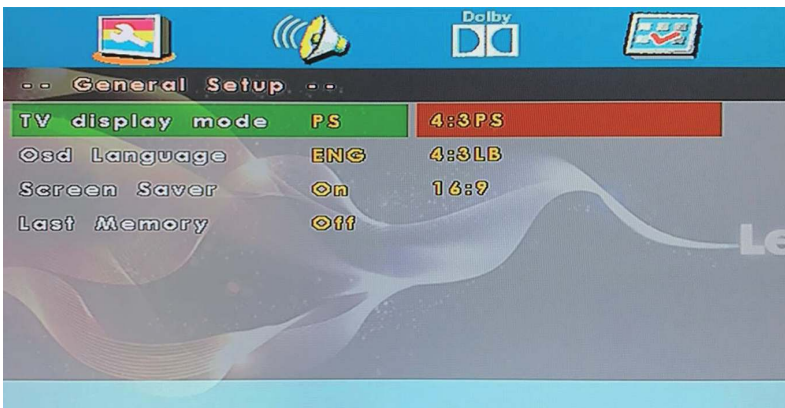 Dolby
-- General Setup --
TV display mode PS 4:3PS
Osd Language ENG 4:3LB
Screen Saver On 16:9
Last Memory Off
Le